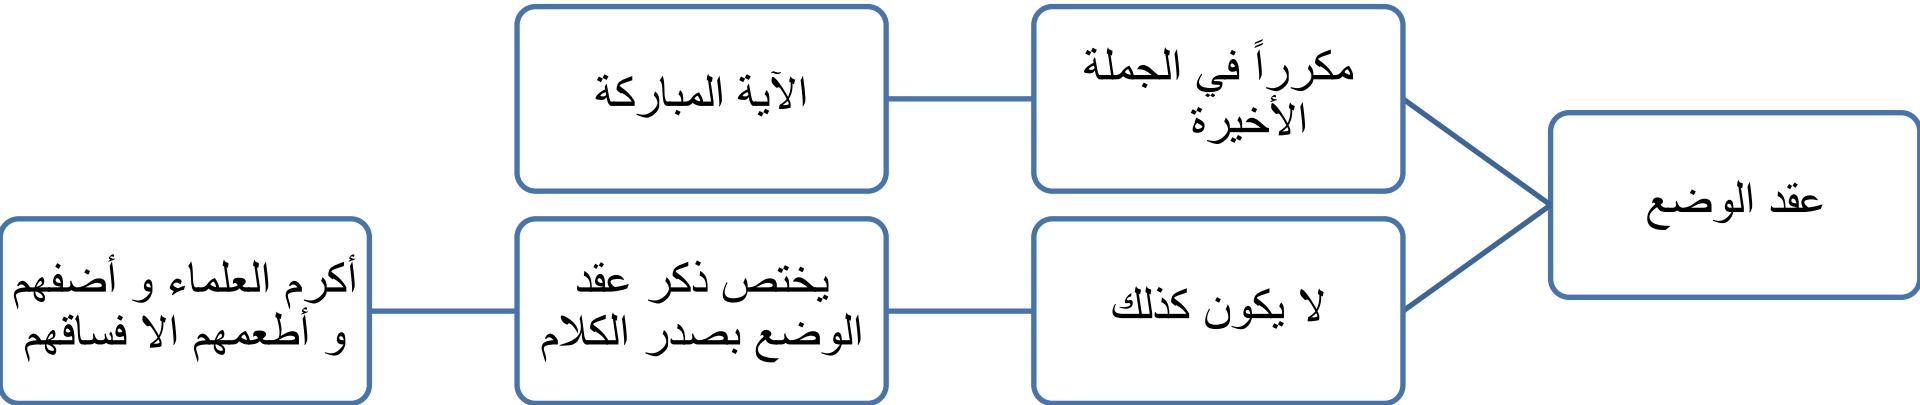 عقد الوضع
مكرراً في الجملة
الأخيرة
الآية المباركة
لا يكون كذلك
يختص ذكر عقد
الوضع بصدر الكلام
أكرم العلماء و أضفهم
و أطعمهم الا فساقهم